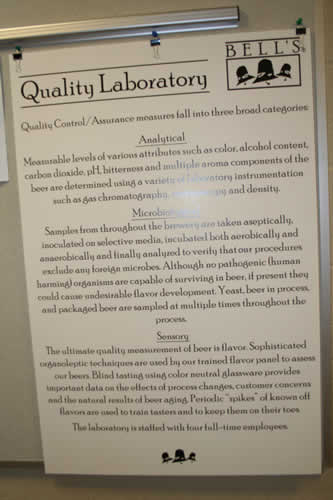 BELL'S
Quality Laboratory
Quality Control/Assurance measures fall into three broad categories:
Analytical
Measurable levels of various attributes such as color, alcohol content,
carbon dioxide, pH, bitterness and multiple aroma components of the
beer are determined using a variety of laboratory instrumentation
such as gas chromatography, and density.
Samples from throughout the brewery are taken aseptically,
inoculated on selective media, incubated both aerobically and
anaerobically and finally analyzed to verify that our procedures
exclude any foreign microbes. Although no pathogenic (human
harming) organisms are capable of surviving in beer, if present they
could cause undesirable flavor development. Yeast, beer in process,
and packaged beer are sampled at multiple times throughout the
process.
Sensory
The ultimate quality measurement of beer is flavor. Sophisticated
organoleptic techniques are used by our trained flavor panel to assess
our beers. Blind tasting using color neutral glassware provides
important data on the effects of process changes, customer concerns
and the natural results of beer aging. Periodic "spikes" of known off
flavors are used to train tasters and to keep them on their toes.
The laboratory is staffed with four full-time employees.